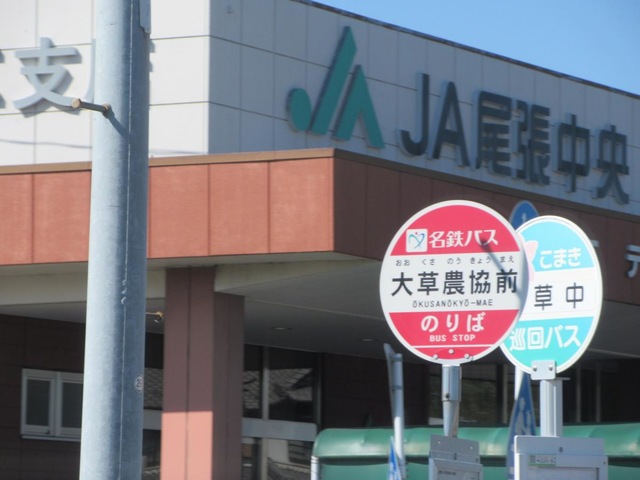 支
JA尾張中央
名鉄バス
おお くさ のう きょう まえ
大草農協前
ŌKUSANŌKYŌ-MAE
のりば
BUS STOP
こまき
草中
巡回バス